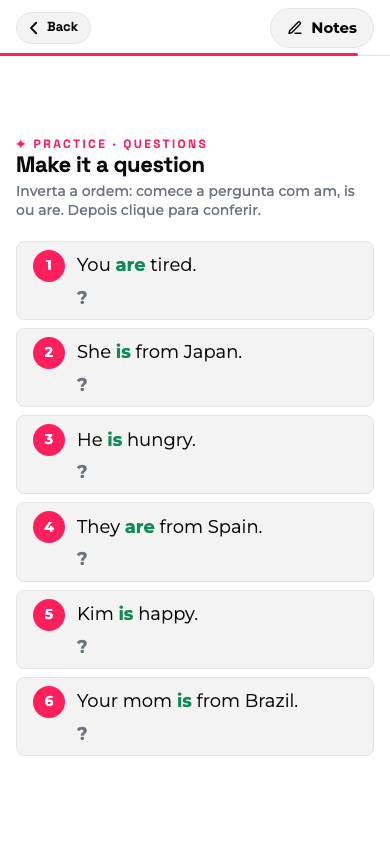 Back
Notes
✦ PRACTICE · QUESTIONS
Make it a question
Inverta a ordem: comece a pergunta com am, is
ou are. Depois clique para conferir.
1 You are tired.
?
2 She is from Japan.
?
3 He is hungry.
?
4 They are from Spain.
?
5 Kim is happy.
?
6 Your mom is from Brazil.
?